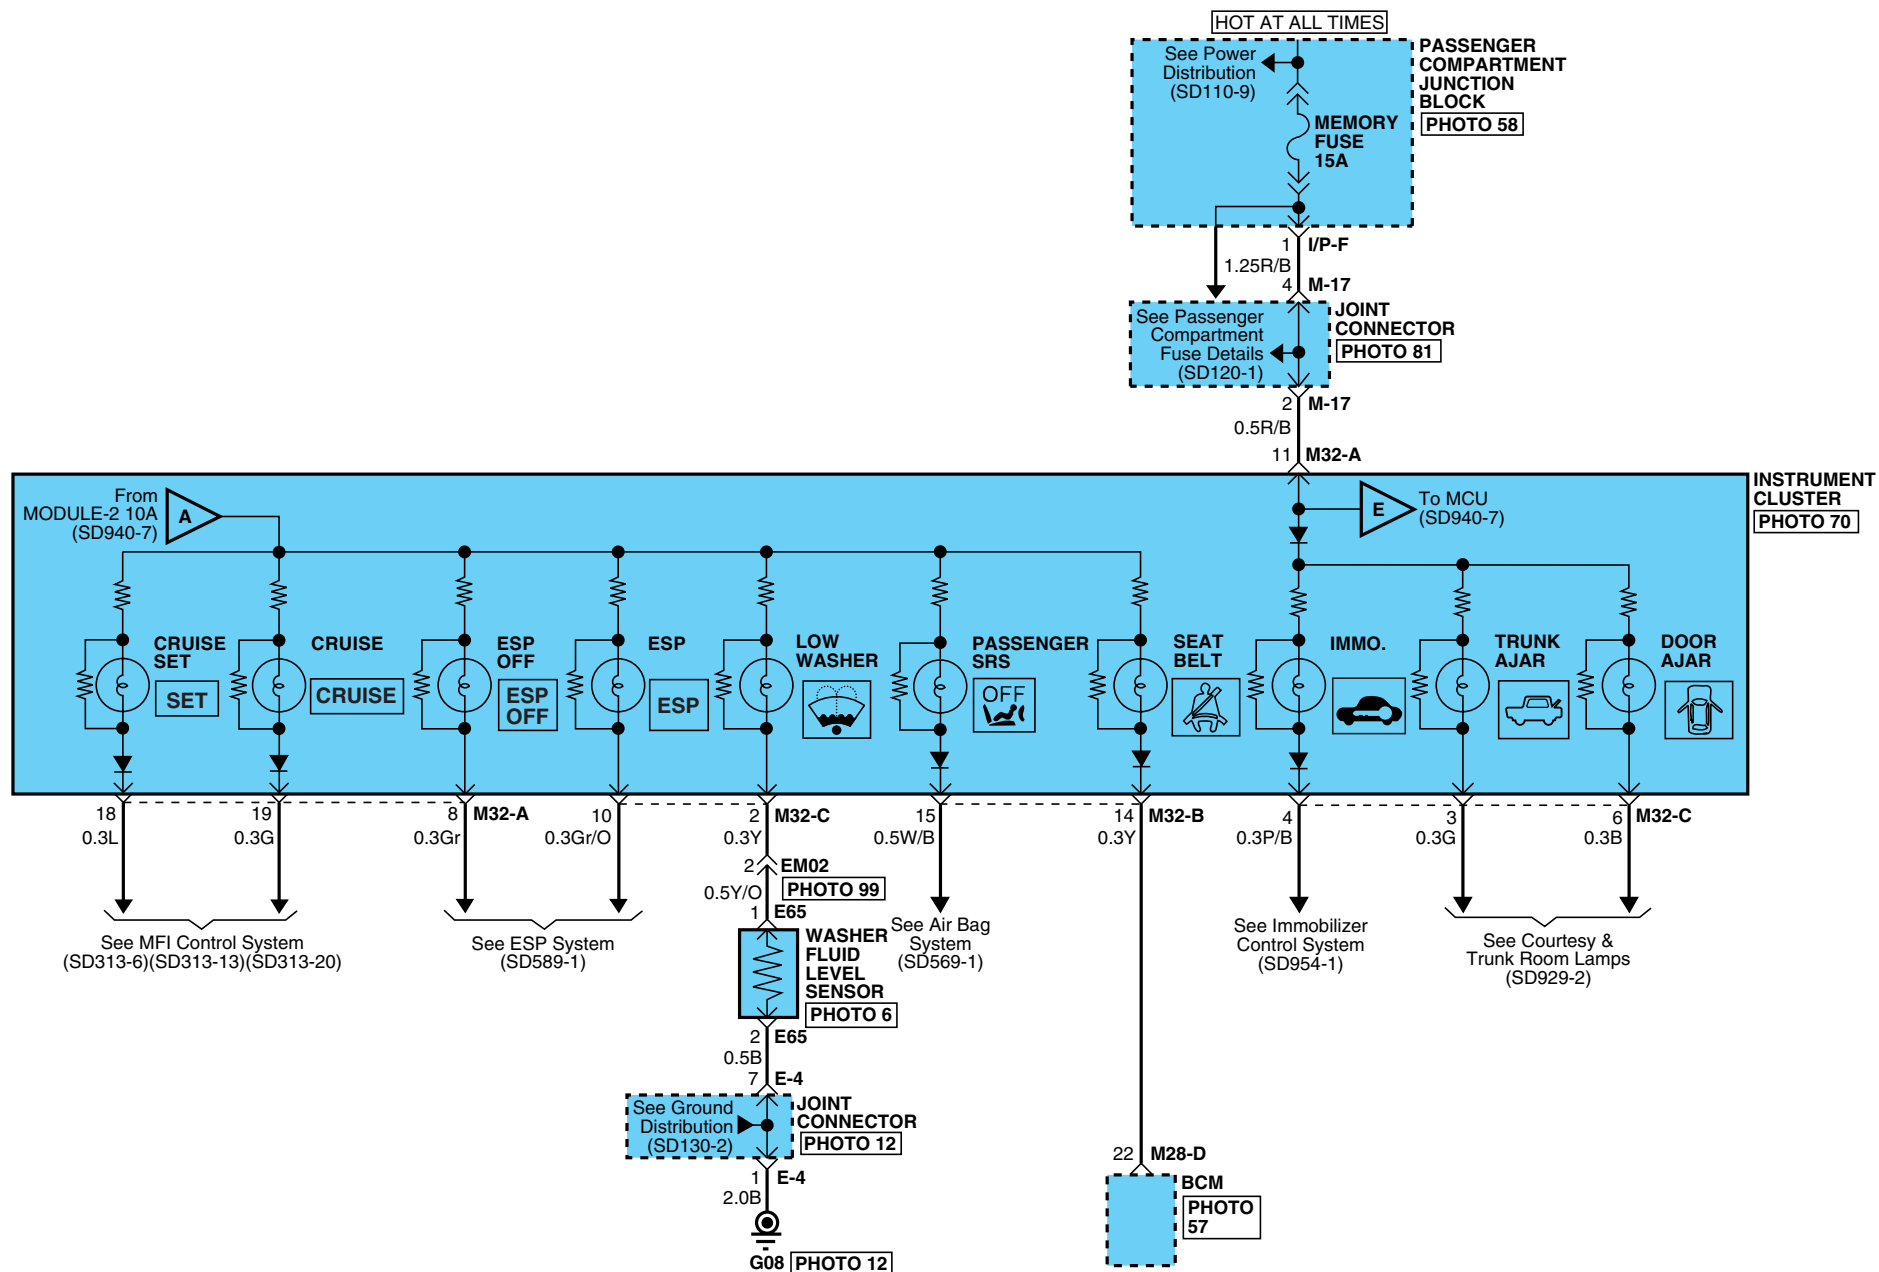 HOT AT ALL TIMES
See Power
Distribution
(SD110-9)
MEMORY
FUSE
15A
PASSENGER
COMPARTMENT
JUNCTION
BLOCK
PHOTO 58
1 I/P-F
1.25R/B
4 M-17
See Passenger
Compartment
Fuse Details
(SD120-1)
JOINT
CONNECTOR
PHOTO 81
2 M-17
0.5R/B
11 M32-A
INSTRUMENT
CLUSTER
PHOTO 70
From
MODULE-2 10A
(SD940-7)
A
E
To MCU
(SD940-7)
CRUISE
SET
SET
CRUISE
CRUISE
ESP
OFF
ESP
OFF
ESP
ESP
LOW
WASHER
PASSENGER
SRS
OFF
SEAT
BELT
IMMO.
TRUNK
AJAR
DOOR
AJAR
18
0.3L
19
0.3G
8 M32-A
0.3Gr
10
0.3Gr/O
2 M32-C
0.3Y
15
0.5W/B
14 M32-B
0.3Y
4
0.3P/B
3
0.3G
6 M32-C
0.3B
See MFI Control System
(SD313-6)(SD313-13)(SD313-20)
See ESP System
(SD589-1)
2 EM02
PHOTO 99
0.5Y/O
1 E65
WASHER
FLUID
LEVEL
SENSOR
PHOTO 6
2 E65
0.5B
7 E-4
See Ground
Distribution
(SD130-2)
JOINT
CONNECTOR
PHOTO 12
1 E-4
2.0B
G08 PHOTO 12
See Air Bag
System
(SD569-1)
22 M28-D
BCM
PHOTO
57
See Immobilizer
Control System
(SD954-1)
See Courtesy &
Trunk Room Lamps
(SD929-2)